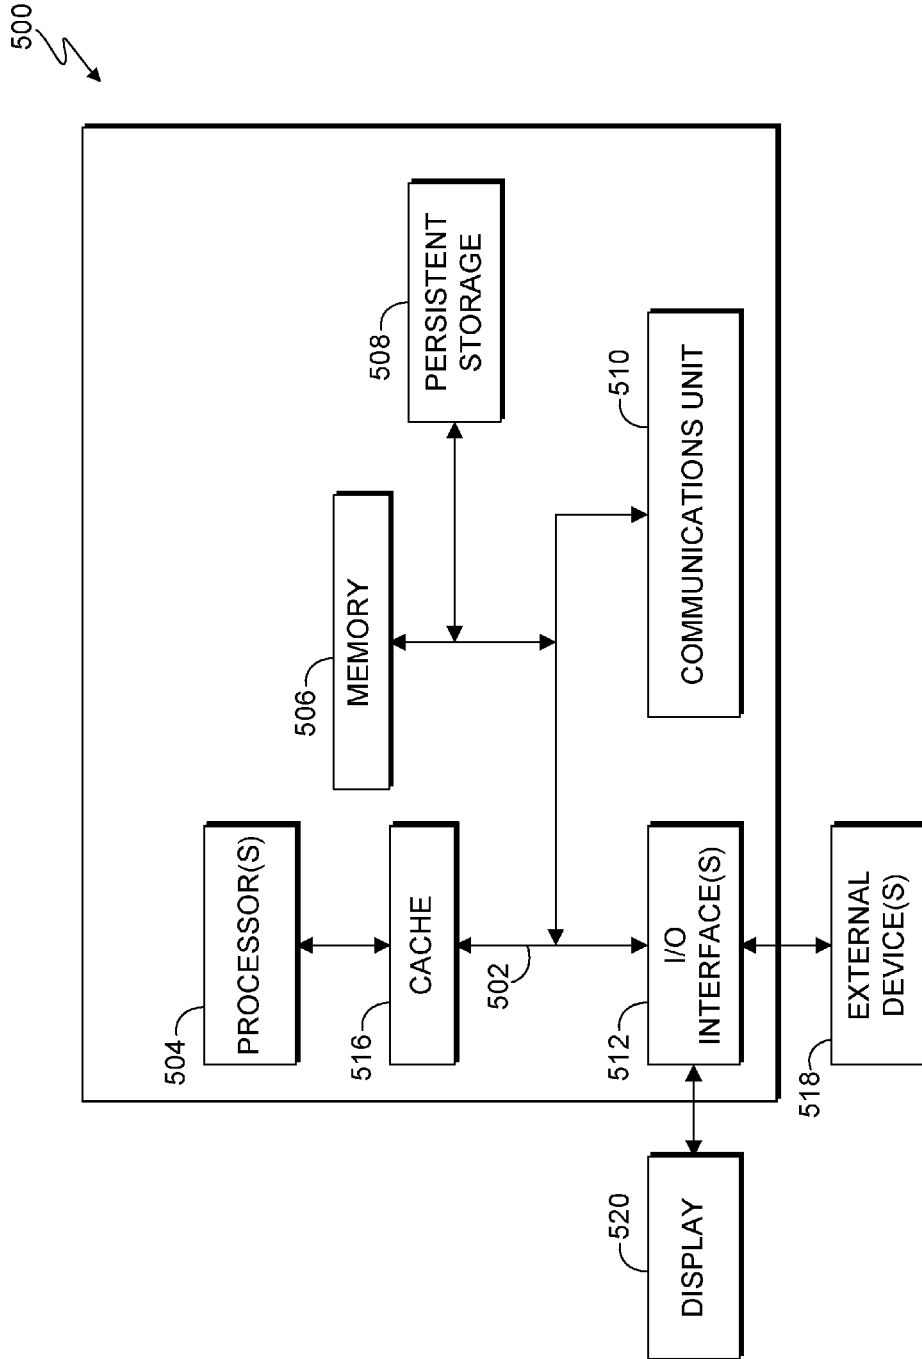 500
504
PROCESSOR(S)
516
CACHE
506
MEMORY
508
PERSISTENT
STORAGE
502
520
DISPLAY
512
I/O
INTERFACE(S)
510
COMMUNICATIONS UNIT
518
EXTERNAL
DEVICE(S)